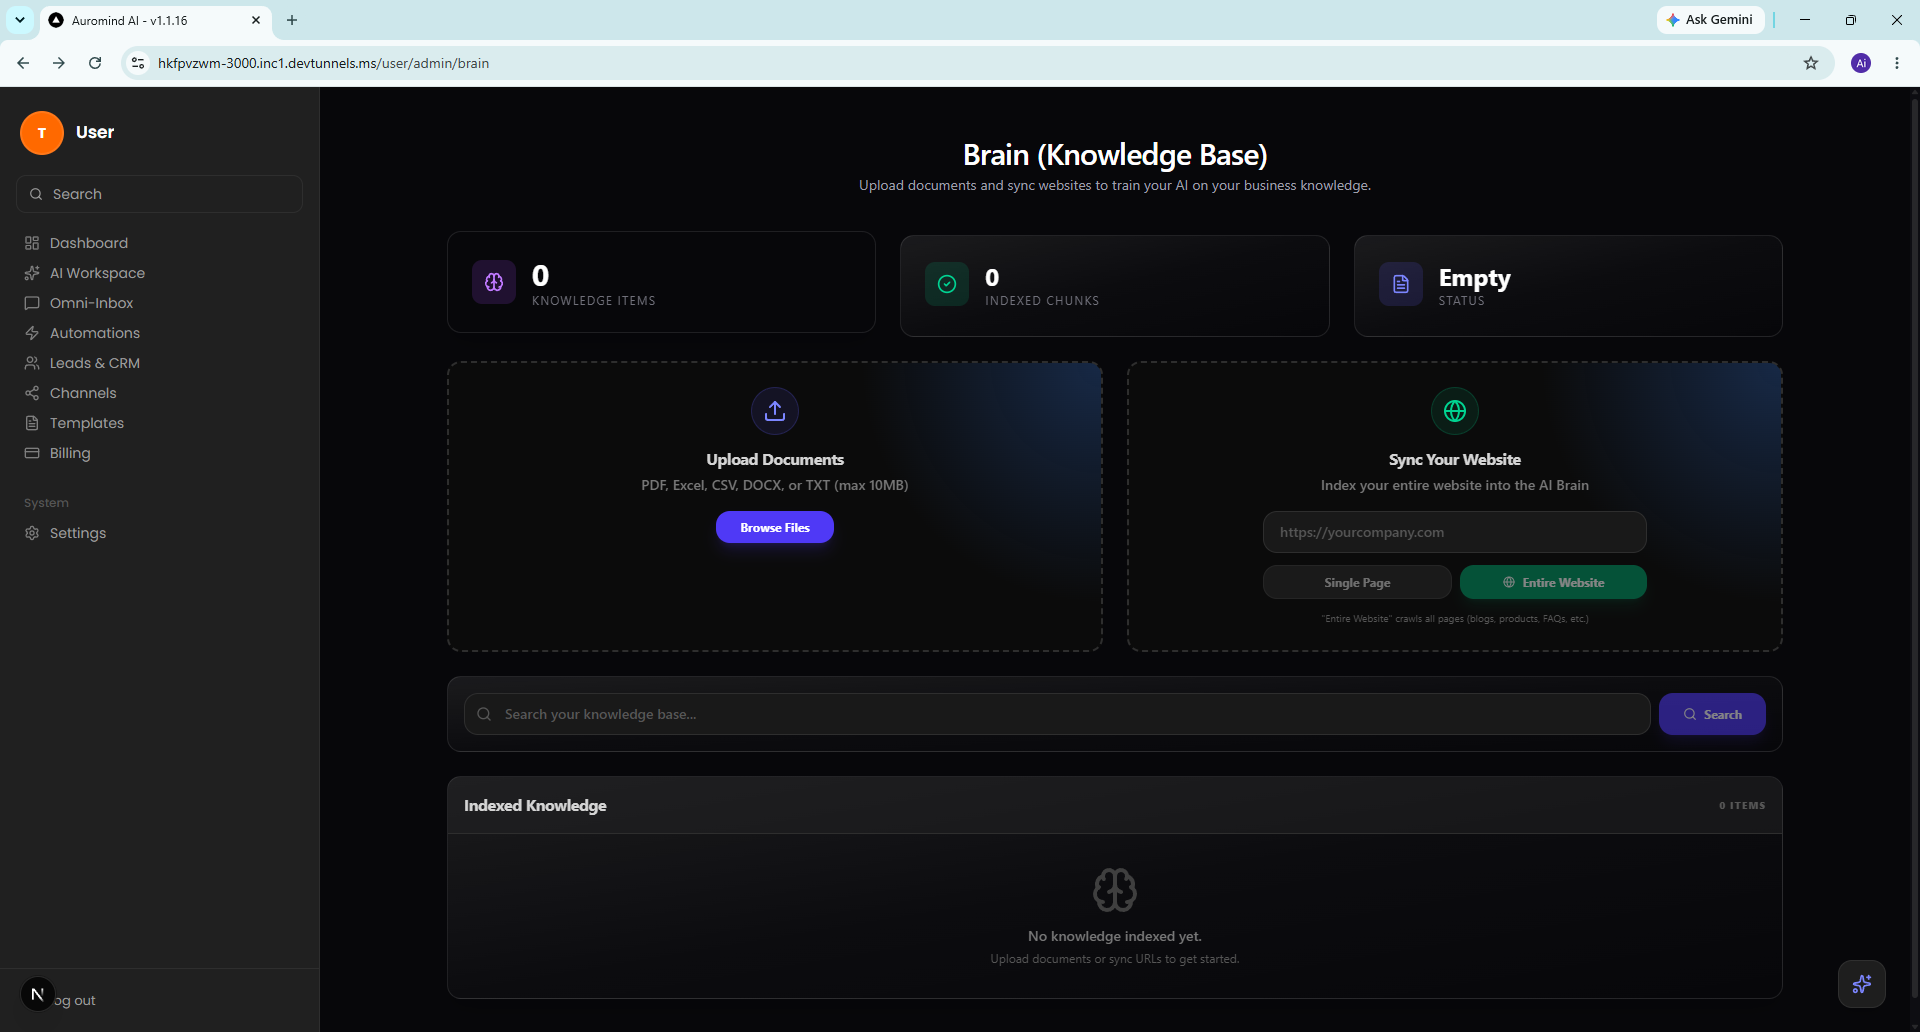 Auromind AI - v1.1.16
Ask Gemini
hkfpvzwm-3000.inc1.devtunnels.ms/user/admin/brain
Ai
T
User
Search
Dashboard
AI Workspace
Omni-Inbox
Automations
Leads & CRM
Channels
Templates
Billing
System
Settings
N
og out
Brain (Knowledge Base)
Upload documents and sync websites to train your AI on your business knowledge.
0
KNOWLEDGE ITEMS
0
INDEXED CHUNKS
Empty
STATUS
Upload Documents
PDF, Excel, CSV, DOCX, or TXT (max 10MB)
Browse Files
Sync Your Website
Index your entire website into the AI Brain
https://yourcompany.com
Single Page
Entire Website
"Entire Website" crawls all pages (blogs, products, FAQs, etc.)
Search your knowledge base...
Search
Indexed Knowledge
0 ITEMS
No knowledge indexed yet.
Upload documents or sync URLs to get started.